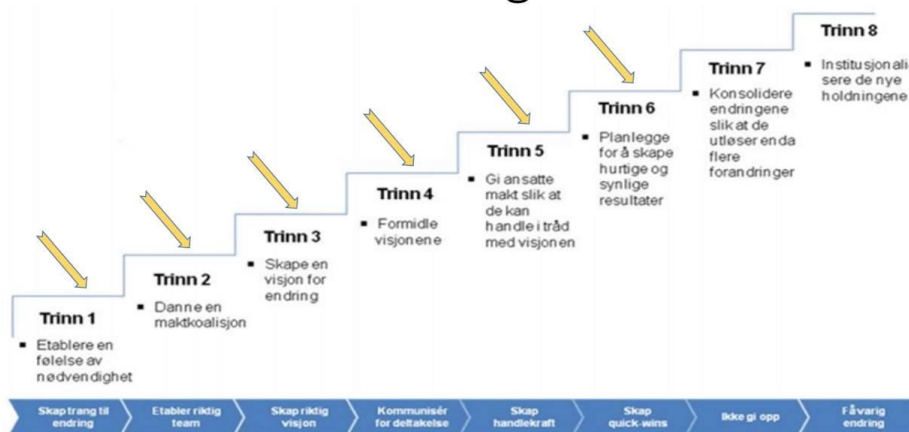 Trinn 1
▪ Etablere en
følelse av
nødvendighet
Trinn 2
▪ Danne en
maktkoalisjon
Trinn 3
▪ Skape en
visjon for
endring
Trinn 4
▪ Formidle
visjonene
Trinn 5
▪ Gi ansatte
makt slik at
de kan
handle i tråd
med visjonen
Trinn 6
▪ Planlegge
for å skape
hurtige og
synlige
resultater
Trinn 7
▪ Konsolidere
endringene
slik at de
utløser enda
flere
forandringer
Trinn 8
▪ Institusjonali-
sere de nye
holdningene
Skap trang til
endring
Etabler riktig
team
Skap riktig
visjon
Kommunisér
for deltakelse
Skap
handlekraft
Skap
quick-wins
Ikke gi opp
Få varig
endring